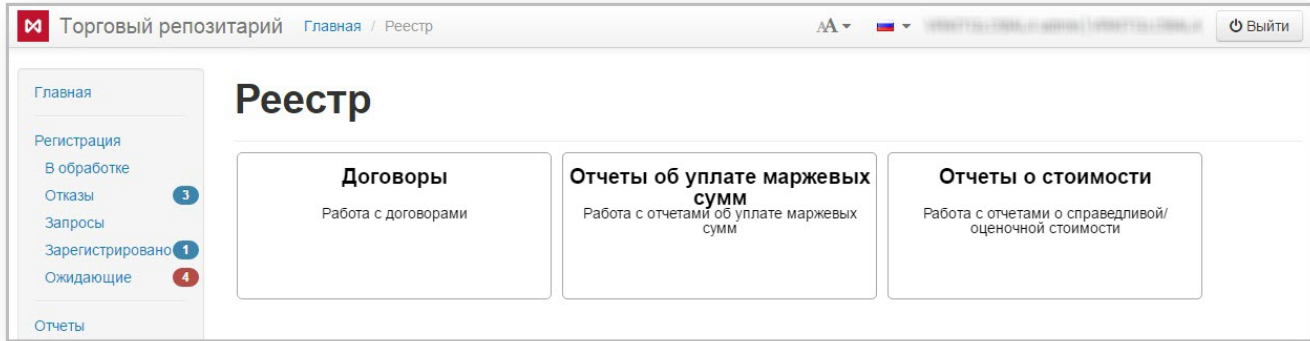 Торговый репозитарий Главная / Реестр AA Выйти
Главная
Регистрация
В обработке
Отказы 3
Запросы
Зарегистрировано 1
Ожидающие 4
Отчеты
Реестр
Договоры
Работа с договорами
Отчеты об уплате маржевых
сумм
Работа с отчетами об уплате маржевых
сумм
Отчеты о стоимости
Работа с отчетами о справедливой/
оценочной стоимости